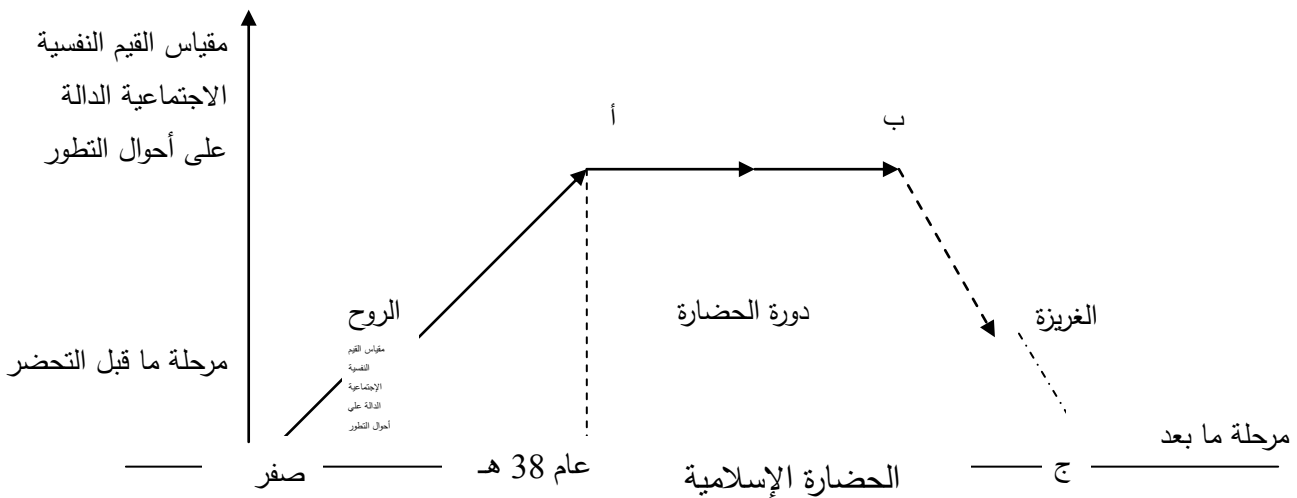 مقياس القيم النفسية
الاجتماعية الدالة
على أحوال التطور
أ
ب
الروح
دورة الحضارة
الغريزة
مقياس القيم
النفسية
الإجتماعية
الدالة علي
أحوال التطور
مرحلة ما قبل التحضر
مرحلة ما بعد
صفر
عام 38 هـ
الحضارة الإسلامية
ج